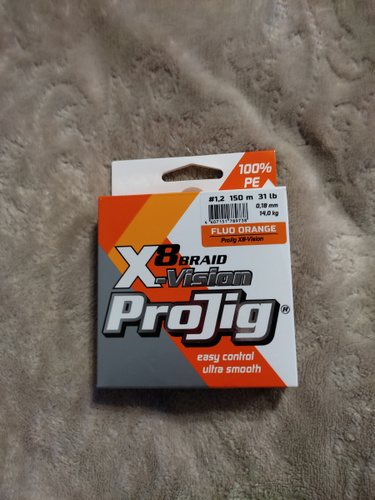 100%
PE
#1,2 150 m 31 lb
0,18 mm
14,0 kg
FLUO ORANGE
ProJig X8-Vision
X8 BRAID
-Vision
ProJig®
easy control
ultra smooth